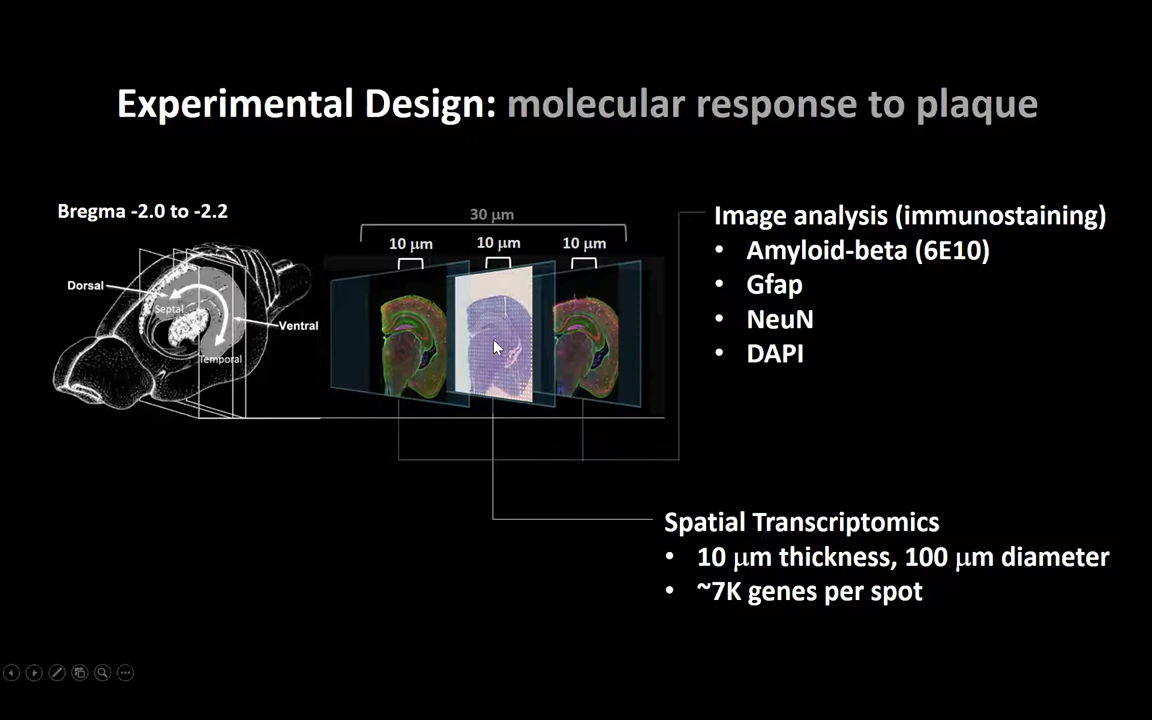 Experimental Design: molecular response to plaque
Bregma -2.0 to -2.2
Dorsal
Septal
Ventral
Temporal
30 μm
10 μm
10 μm
10 μm
Image analysis (immunostaining)
• Amyloid-beta (6E10)
• Gfap
• NeuN
• DAPI
Spatial Transcriptomics
• 10 μm thickness, 100 μm diameter
• ~7K genes per spot